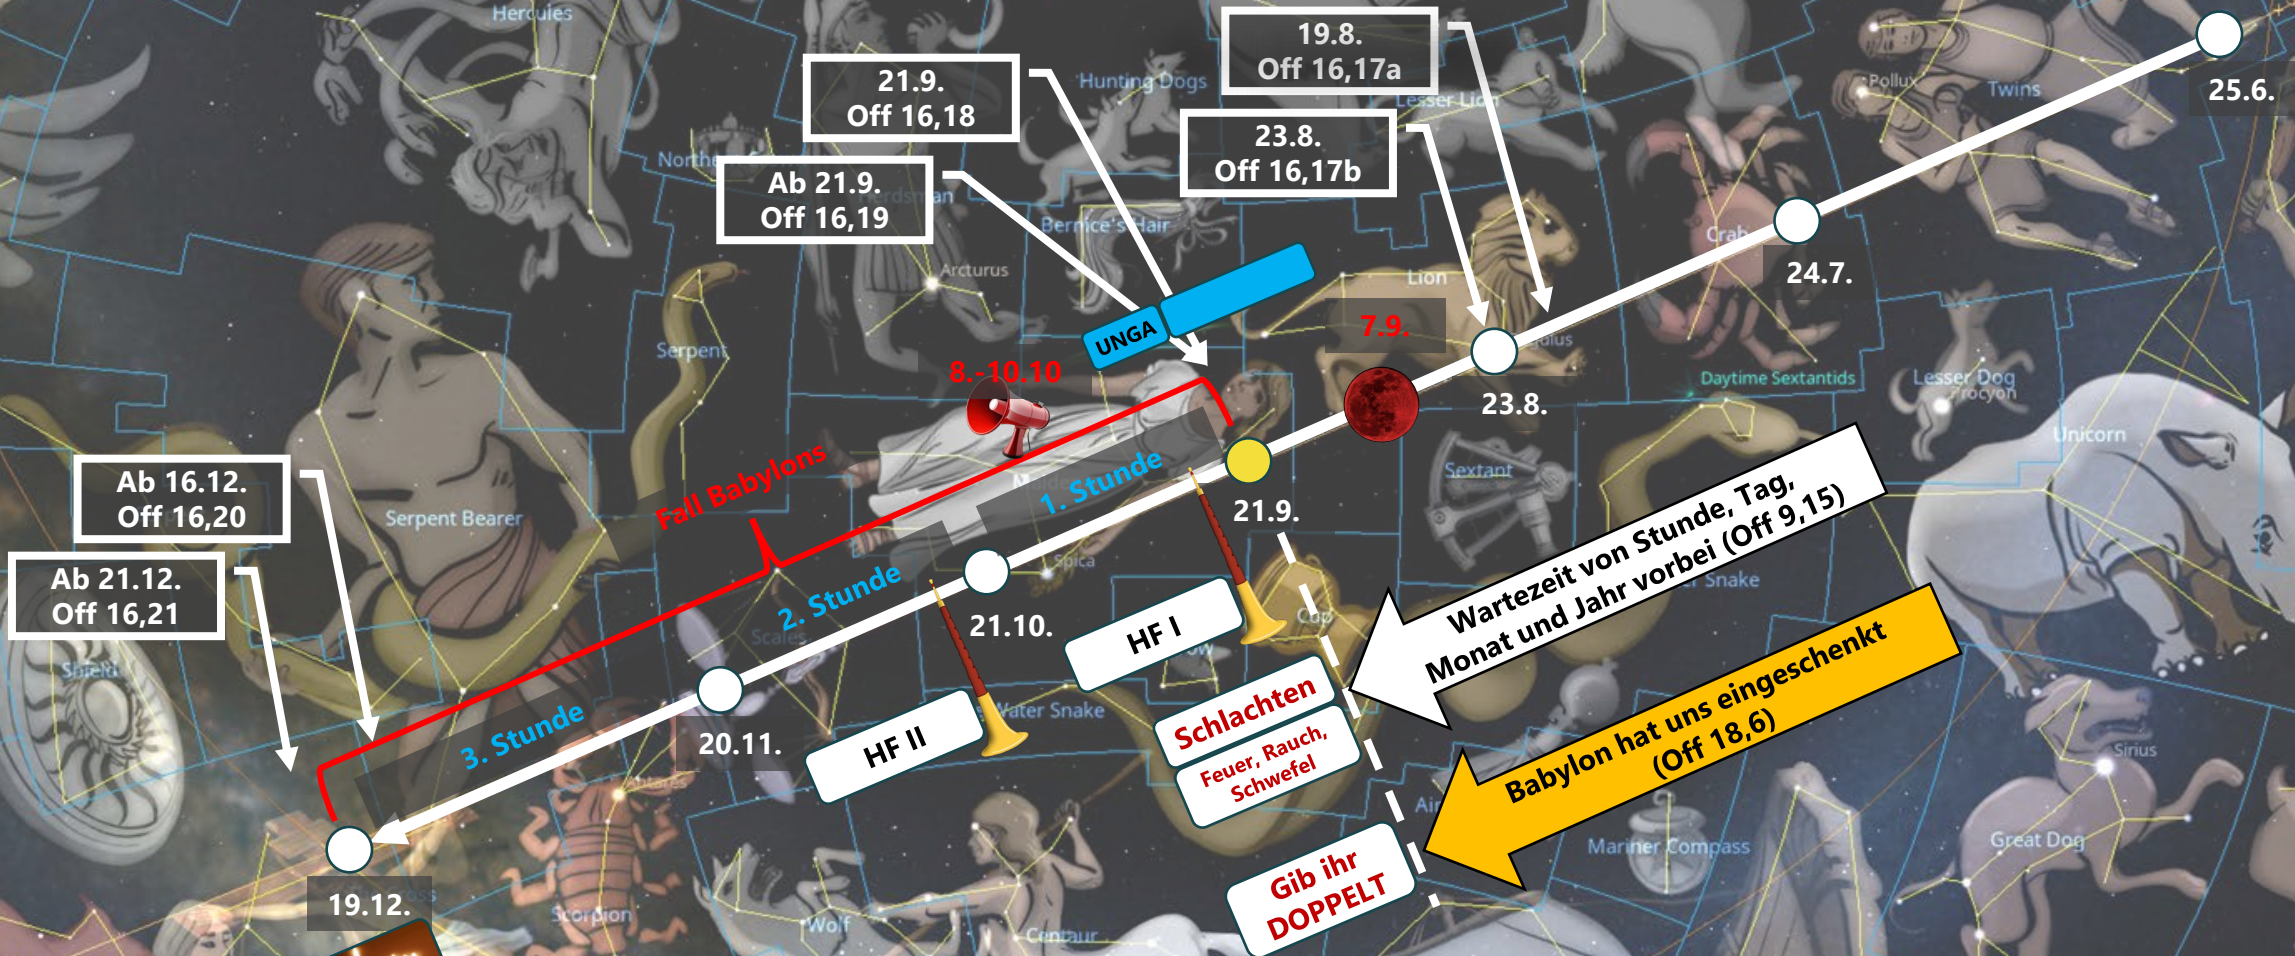 Hercules
19.8.
Off 16,17a
21.9.
Off 16,18
Hunting Dogs
Lesser Lion
Pollux
Twins
25.6.
23.8.
Off 16,17b
Ab 21.9.
Off 16,19
Bernice's Hair
Arcturus
Crab
24.7.
Lion
UNGA
7.9.
Serpent
8.-10.10
23.8.
Daytime Sextantids
Lesser Dog
Procyon
Unicorn
Sextant
Fall Babylons
1. Stunde
21.9.
Ab 16.12.
Off 16,20
Serpent Bearer
Wartezeit von Stunde, Tag,
Monat und Jahr vorbei (Off 9,15)
Snake
Spica
2. Stunde
21.10.
Ab 21.12.
Off 16,21
HF I
Cup
Scales
Shield
Schlachten
Babylon hat uns eingeschenkt
(Off 18,6)
Water Snake
3. Stunde
20.11.
HF II
Feuer, Rauch,
Schwefel
Sirius
Antares
Mariner Compass
Great Dog
Gib ihr
DOPPELT
19.12.
Scorpion
Wolf
Centaur